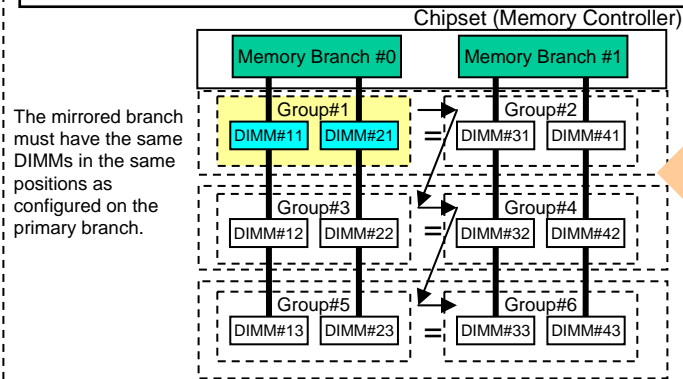 Chipset (Memory Controller)
Memory Branch #0 Memory Branch #1
The mirrored branch
must have the same
DIMMs in the same
positions as
configured on the
primary branch.
Group#1 Group#2
DIMM#11 DIMM#21 = DIMM#31 DIMM#41
Group#3 Group#4
DIMM#12 DIMM#22 = DIMM#32 DIMM#42
Group#5 Group#6
DIMM#13 DIMM#23 = DIMM#33 DIMM#43